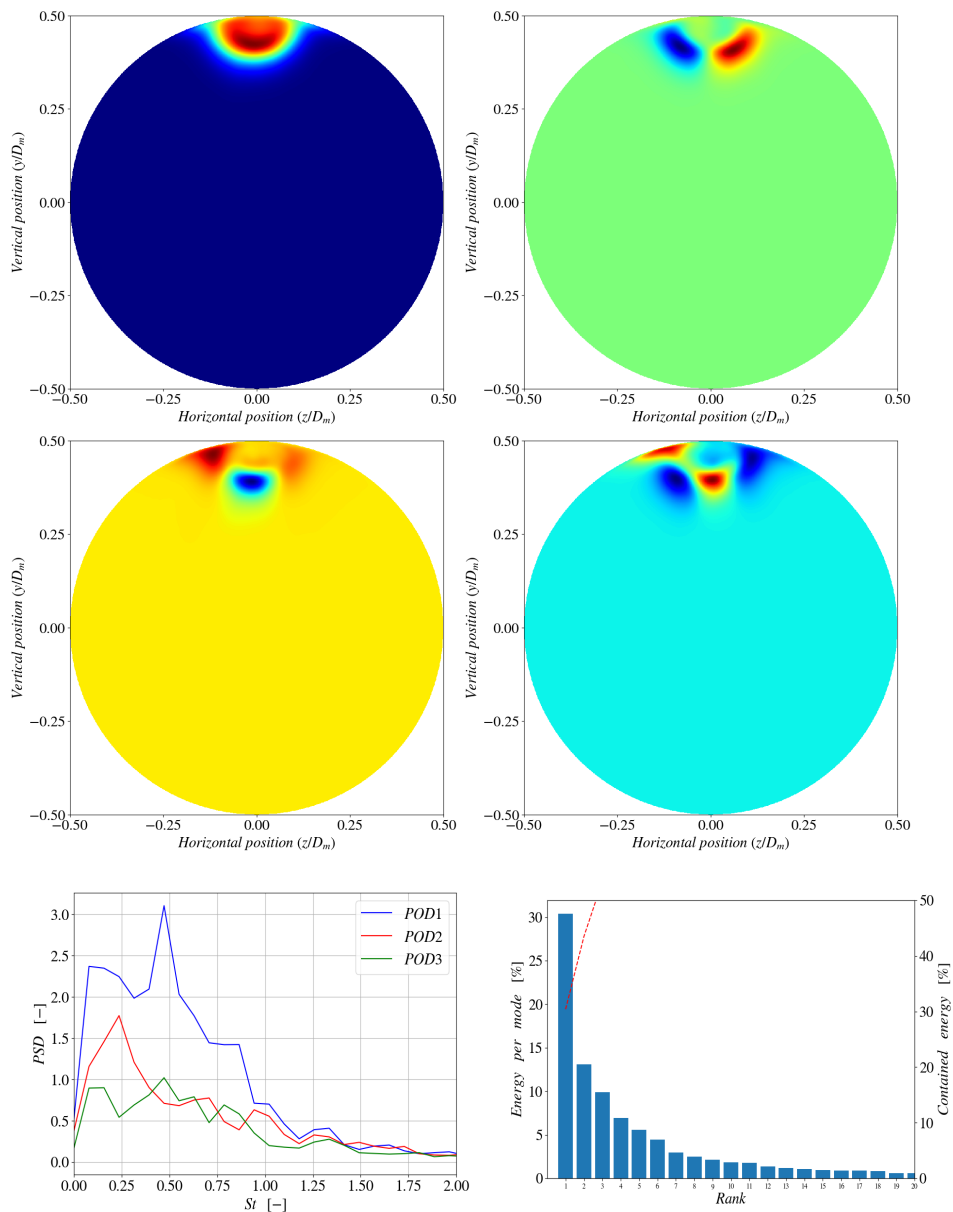 0.50
0.25
0.00
−0.25
−0.50
Vertical position (y/D_m)
−0.50 −0.25 0.00 0.25 0.50
Horizontal position (z/D_m)
0.50
0.25
0.00
−0.25
−0.50
Vertical position (y/D_m)
−0.50 −0.25 0.00 0.25 0.50
Horizontal position (z/D_m)
0.50
0.25
0.00
−0.25
−0.50
Vertical position (y/D_m)
−0.50 −0.25 0.00 0.25 0.50
Horizontal position (z/D_m)
0.50
0.25
0.00
−0.25
−0.50
Vertical position (y/D_m)
−0.50 −0.25 0.00 0.25 0.50
Horizontal position (z/D_m)
3.0
2.5
2.0
1.5
1.0
0.5
0.0
PSD [−]
POD1
POD2
POD3
0.00 0.25 0.50 0.75 1.00 1.25 1.50 1.75 2.00
St [−]
30
25
20
15
10
5
0
Energy per mode [%]
50
40
30
20
10
0
Contained energy [%]
1 2 3 4 5 6 7 8 9 10 11 12 13 14 15 16 17 18 19 20
Rank